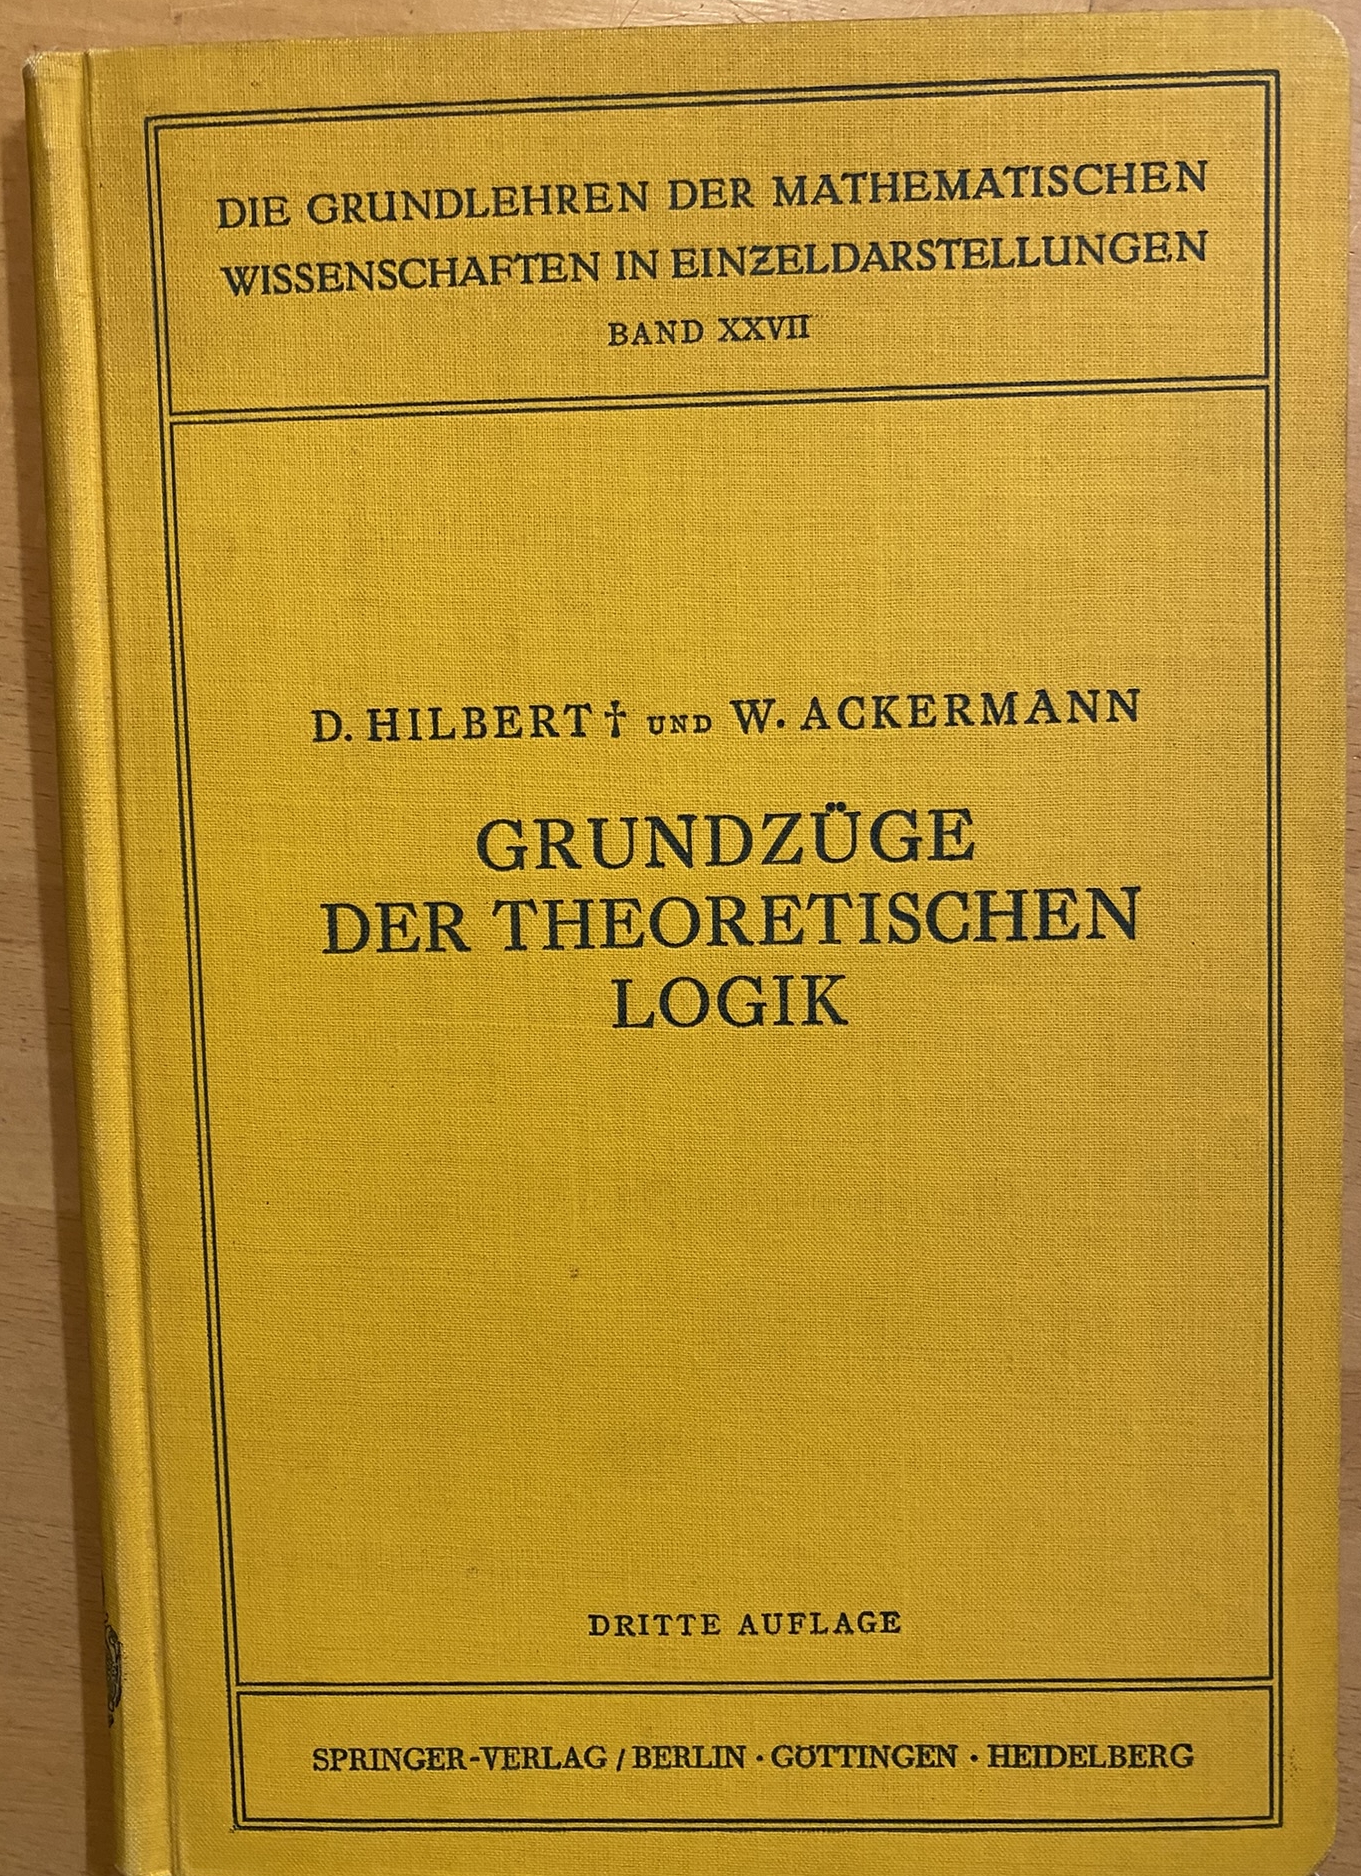 DIE GRUNDLEHREN DER MATHEMATISCHEN
WISSENSCHAFTEN IN EINZELDARSTELLUNGEN
BAND XXVII
D. HILBERT † UND W. ACKERMANN
GRUNDZÜGE
DER THEORETISCHEN
LOGIK
DRITTE AUFLAGE
SPRINGER-VERLAG / BERLIN · GÖTTINGEN · HEIDELBERG